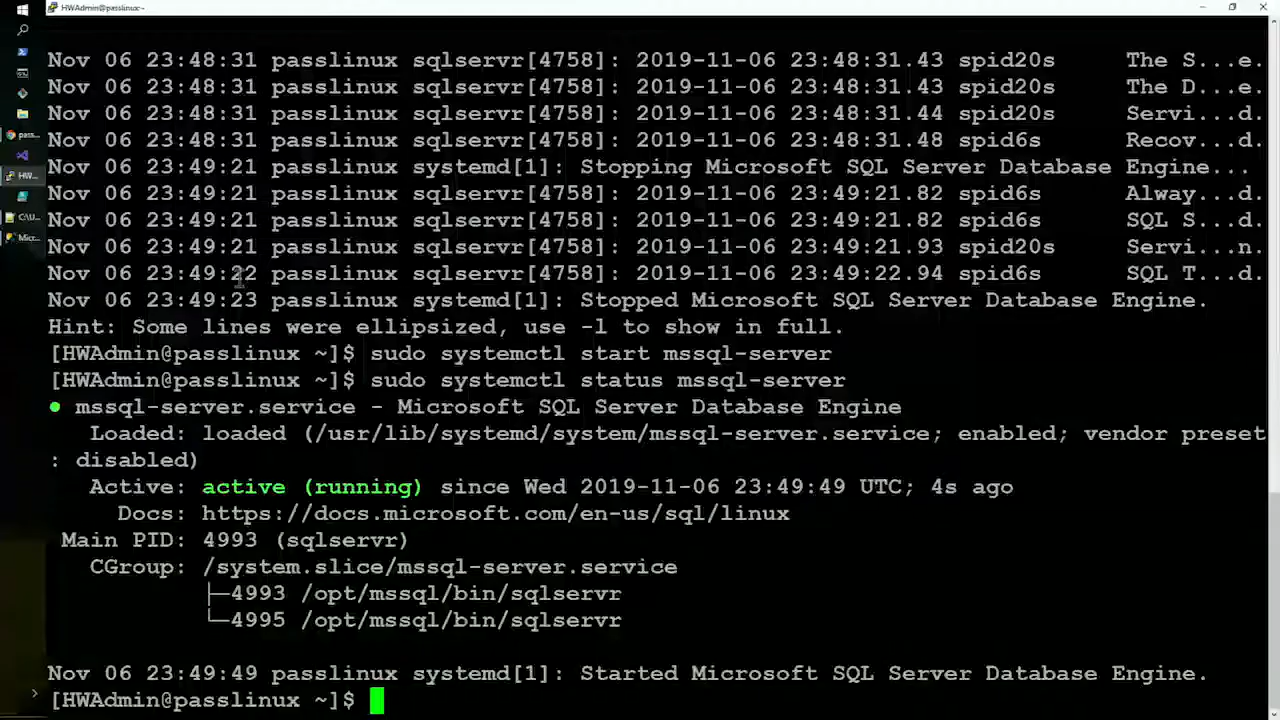 HWAdmin@passlinux:~
Nov 06 23:48:31 passlinux sqlservr[4758]: 2019-11-06 23:48:31.43 spid20s     The S...e.
Nov 06 23:48:31 passlinux sqlservr[4758]: 2019-11-06 23:48:31.43 spid20s     The D...e.
Nov 06 23:48:31 passlinux sqlservr[4758]: 2019-11-06 23:48:31.44 spid20s     Servi...d.
Nov 06 23:48:31 passlinux sqlservr[4758]: 2019-11-06 23:48:31.48 spid6s      Recov...d.
Nov 06 23:49:21 passlinux systemd[1]: Stopping Microsoft SQL Server Database Engine...
Nov 06 23:49:21 passlinux sqlservr[4758]: 2019-11-06 23:49:21.82 spid6s      Alway...d.
Nov 06 23:49:21 passlinux sqlservr[4758]: 2019-11-06 23:49:21.82 spid6s      SQL S...d.
Nov 06 23:49:21 passlinux sqlservr[4758]: 2019-11-06 23:49:21.93 spid20s     Servi...n.
Nov 06 23:49:22 passlinux sqlservr[4758]: 2019-11-06 23:49:22.94 spid6s      SQL T...d.
Nov 06 23:49:23 passlinux systemd[1]: Stopped Microsoft SQL Server Database Engine.
Hint: Some lines were ellipsized, use -l to show in full.
[HWAdmin@passlinux ~]$ sudo systemctl start mssql-server
[HWAdmin@passlinux ~]$ sudo systemctl status mssql-server
● mssql-server.service - Microsoft SQL Server Database Engine
Loaded: loaded (/usr/lib/systemd/system/mssql-server.service; enabled; vendor preset
: disabled)
Active: active (running) since Wed 2019-11-06 23:49:49 UTC; 4s ago
Docs: https://docs.microsoft.com/en-us/sql/linux
Main PID: 4993 (sqlservr)
CGroup: /system.slice/mssql-server.service
├─4993 /opt/mssql/bin/sqlservr
└─4995 /opt/mssql/bin/sqlservr
Nov 06 23:49:49 passlinux systemd[1]: Started Microsoft SQL Server Database Engine.
[HWAdmin@passlinux ~]$
pass...
HW...
C:\U...
Micr...